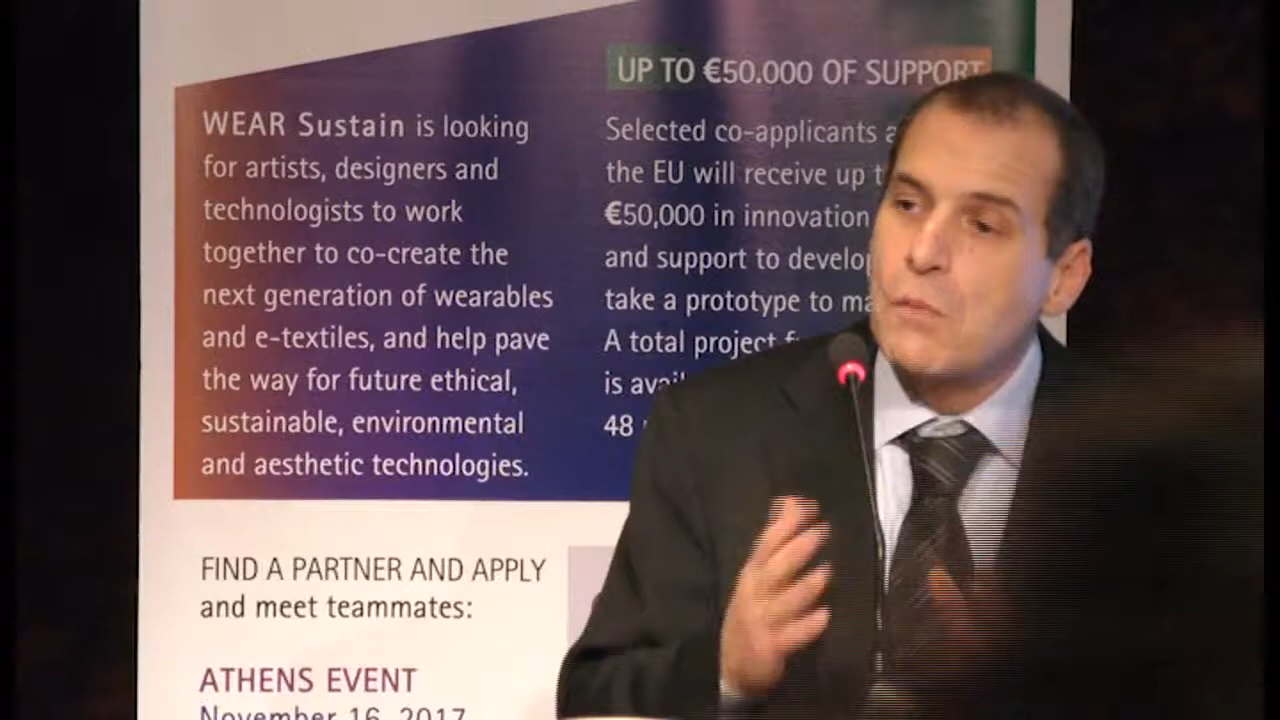 WEAR Sustain is looking
for artists, designers and
technologists to work
together to co-create the
next generation of wearables
and e-textiles, and help pave
the way for future ethical,
sustainable, environmental
and aesthetic technologies.
UP TO €50.000 OF SUPPORT
Selected co-applicants
the EU will receive up
€50,000 in innovation
and support to develop
take a prototype to
A total project
is
48
FIND A PARTNER AND APPLY
and meet teammates:
ATHENS EVENT
November 16, 2017